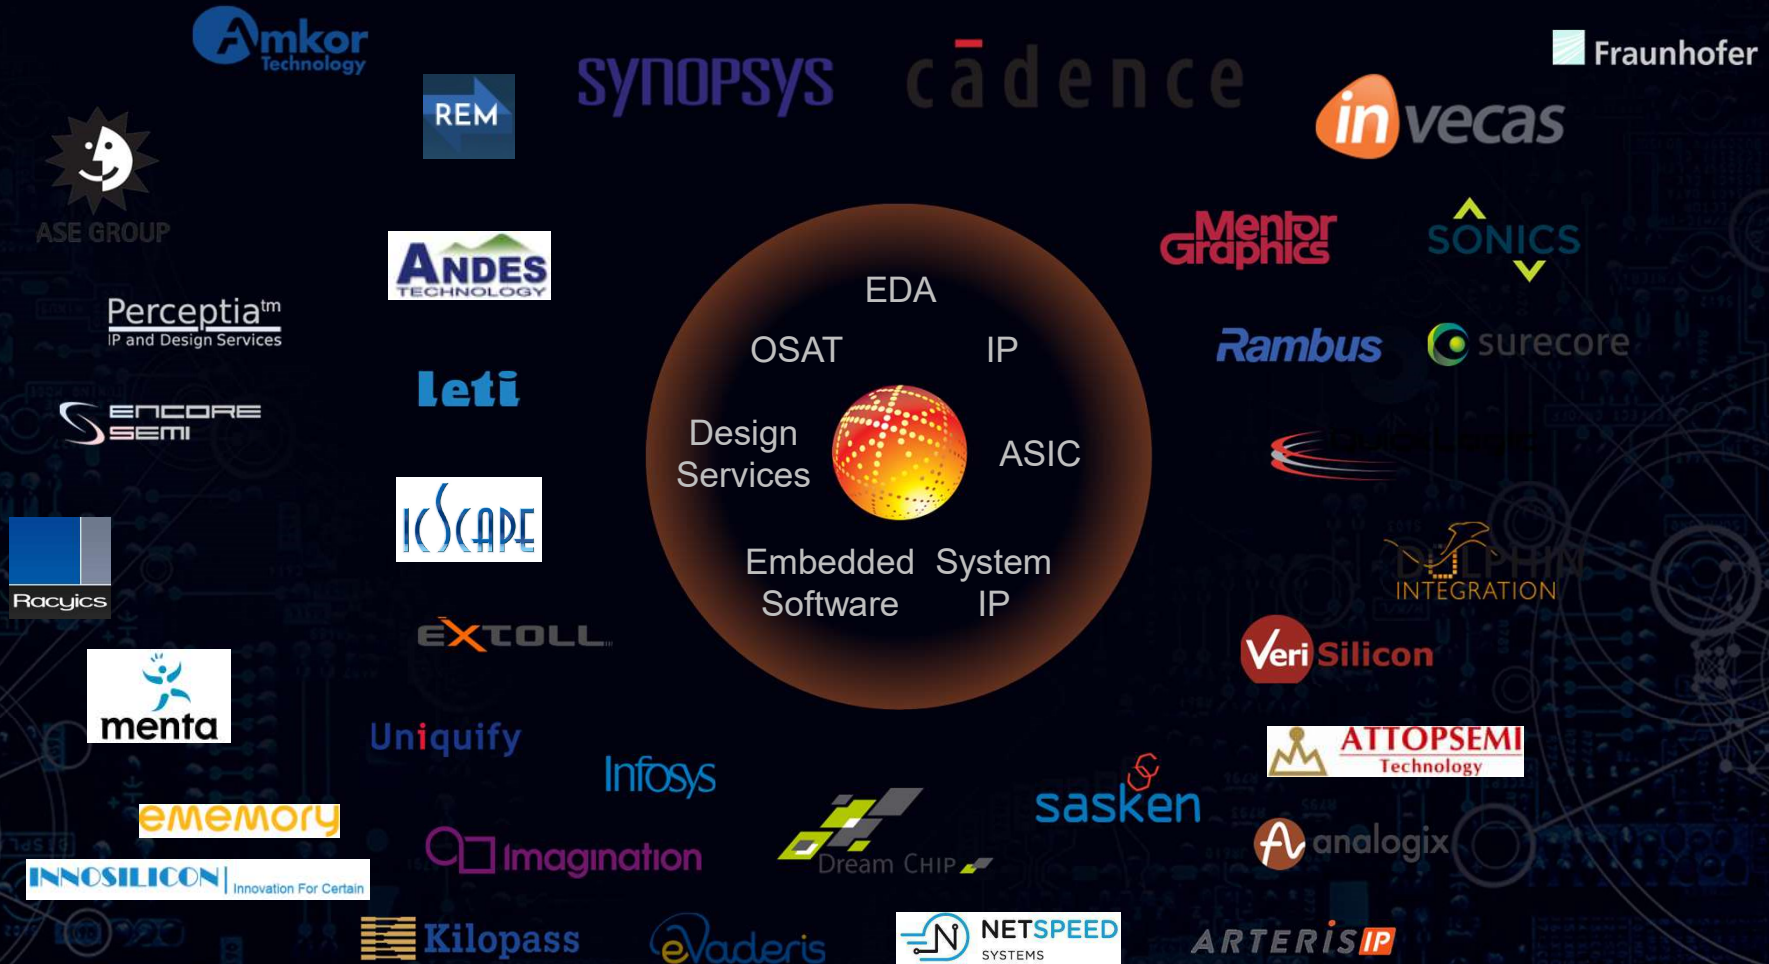 Amkor
Technology
REM
SYNOPSYS
cādence
Fraunhofer
invecas
ASE GROUP
ANDES
TECHNOLOGY
Mentor
Graphics
SONICS
EDA
Perceptia™
IP and Design Services
OSAT
IP
Rambus
surecore
leti
ENCORE
SEMI
Design
Services
ASIC
ICSCAPE
Racyics
Embedded
Software
System
IP
DOLPHIN
INTEGRATION
EXTOLL
VeriSilicon
menta
Uniquify
Infosys
ATTOPSEMI
Technology
sasken
eMeMory
Imagination
Dream CHIP
analogix
INNOSILICON
Innovation For Certain
Kilopass
eVaderis
N
NETSPEED
SYSTEMS
ARTERIS IP